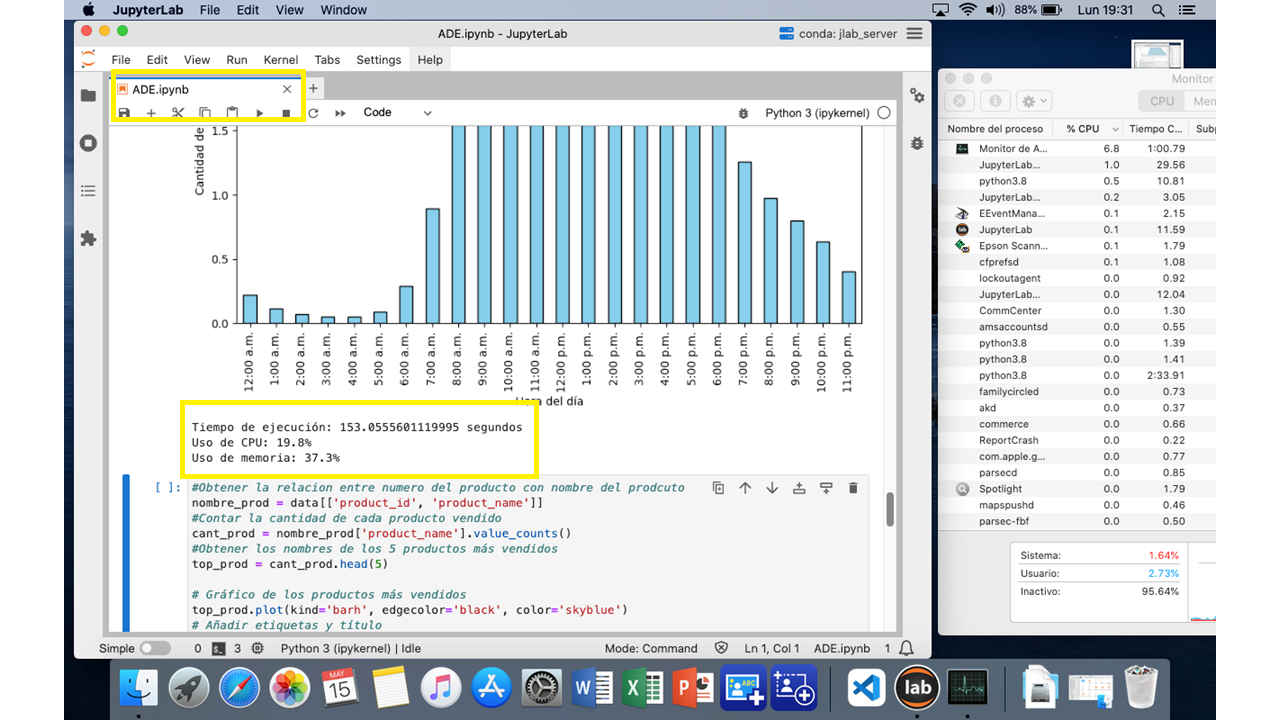 JupyterLab File Edit View Window 88% Lun 19:31
ADE.ipynb - JupyterLab conda: jlab_server
File Edit View Run Kernel Tabs Settings Help
ADE.ipynb
Code Python 3 (ipykernel)
Cantidad de
1.5
1.0
0.5
0.0
12:00 a.m. 1:00 a.m. 2:00 a.m. 3:00 a.m. 4:00 a.m. 5:00 a.m. 6:00 a.m. 7:00 a.m. 8:00 a.m. 9:00 a.m. 10:00 a.m. 11:00 a.m. 12:00 p.m. 1:00 p.m. 2:00 p.m. 3:00 p.m. 4:00 p.m. 5:00 p.m. 6:00 p.m. 7:00 p.m. 8:00 p.m. 9:00 p.m. 10:00 p.m. 11:00 p.m.
Hora del día
Tiempo de ejecución: 153.0555601119995 segundos
Uso de CPU: 19.8%
Uso de memoria: 37.3%
[ ]: #Obtener la relacion entre numero del producto con nombre del prodcuto
nombre_prod = data[['product_id', 'product_name']]
#Contar la cantidad de cada producto vendido
cant_prod = nombre_prod['product_name'].value_counts()
#Obtener los nombres de los 5 productos más vendidos
top_prod = cant_prod.head(5)
# Gráfico de los productos más vendidos
top_prod.plot(kind='barh', edgecolor='black', color='skyblue')
# Añadir etiquetas y título
Simple 0 3 Python 3 (ipykernel) | Idle Mode: Command Ln 1, Col 1 ADE.ipynb 1
Monitor
CPU Mem
Nombre del proceso % CPU Tiempo C... Subp
Monitor de A... 6.8 1:00.79
JupyterLab... 1.0 29.56
python3.8 0.5 10.81
JupyterLab... 0.2 3.05
EEventMana... 0.1 2.15
JupyterLab 0.1 11.59
Epson Scann... 0.1 1.79
cfprefsd 0.1 1.08
lockoutagent 0.0 0.92
JupyterLab... 0.0 12.04
CommCenter 0.0 1.30
amsaccountsd 0.0 0.55
python3.8 0.0 1.39
python3.8 0.0 1.41
python3.8 0.0 2:33.91
familycircled 0.0 0.73
akd 0.0 0.37
commerce 0.0 0.66
ReportCrash 0.0 0.22
com.apple.g... 0.0 0.77
parsecd 0.0 0.85
Spotlight 0.0 1.79
mapspushd 0.0 0.46
parsec-fbf 0.0 0.50
Sistema: 1.64%
Usuario: 2.73%
Inactivo: 95.64%
MAY
15
W
X
P
ABC
lab